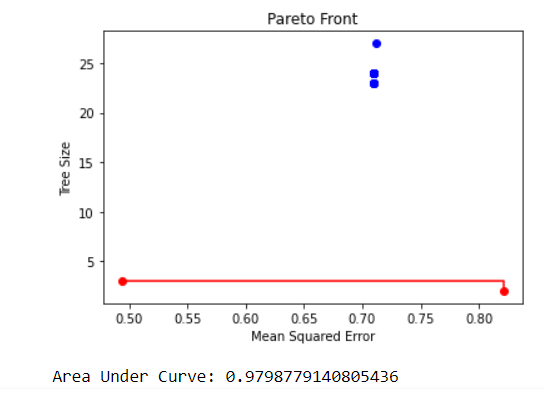 Pareto Front
Tree Size
25
20
15
10
5
0.50 0.55 0.60 0.65 0.70 0.75 0.80
Mean Squared Error
Area Under Curve: 0.9798779140805436